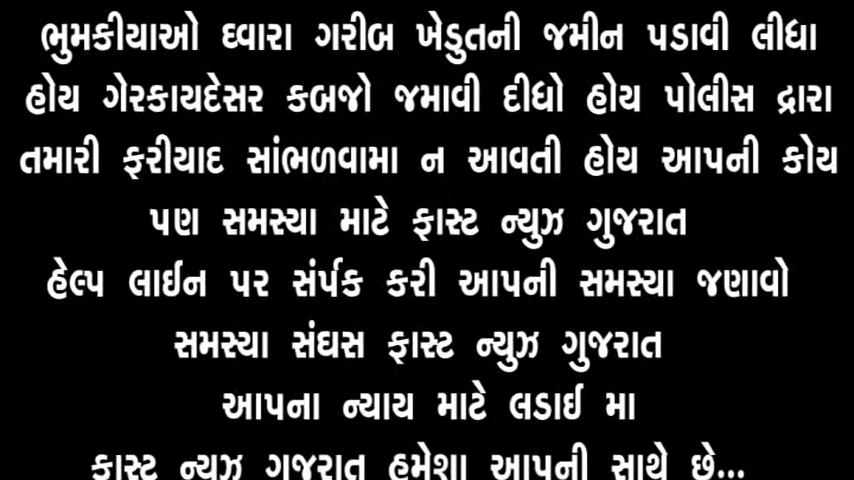 ભુમકીયાઓ ઘ્વારા ગરીબ ખેડુતની જમીન પડાવી લીધા
હોય ગેરકાયદેસર કબજો જમાવી દીધો હોય પોલીસ દ્રારા
તમારી ફરીયાદ સાંભળવામા ન આવતી હોય આપની કોય
પણ સમસ્યા માટે ફાસ્ટ ન્યુઝ ગુજરાત
હેલ્પ લાઈન પર સંર્પક કરી આપની સમસ્યા જણાવો
સમસ્યા સંઘસ ફાસ્ટ ન્યુઝ ગુજરાત
આપના ન્યાય માટે લડાઈ મા
ફાસ્ટ ન્યુઝ ગુજરાત હમેશા આપની સાથે છે...